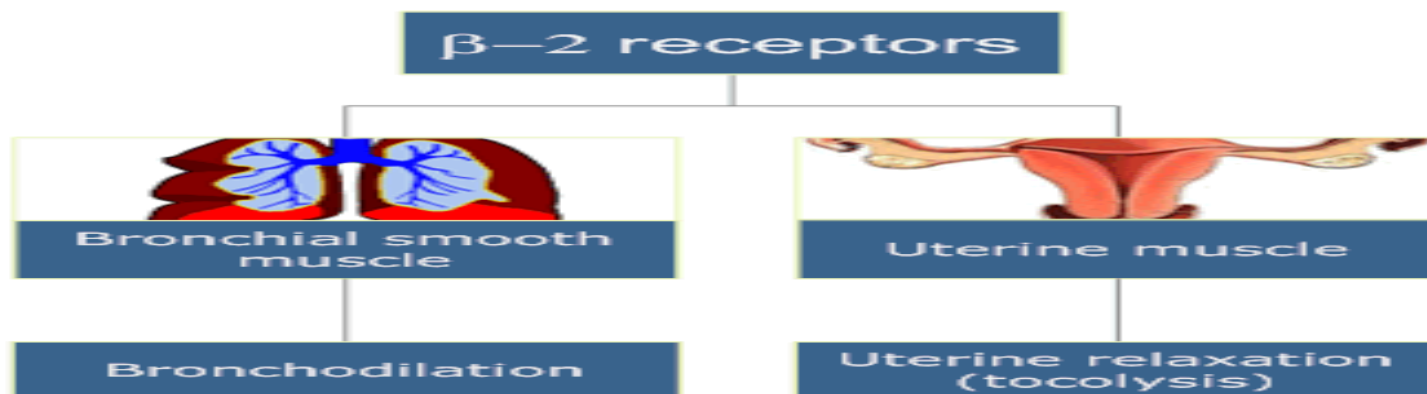 β–2 receptors
Bronchial smooth
muscle
Uterine muscle
Bronchodilation
Uterine relaxation
(tocolysis)